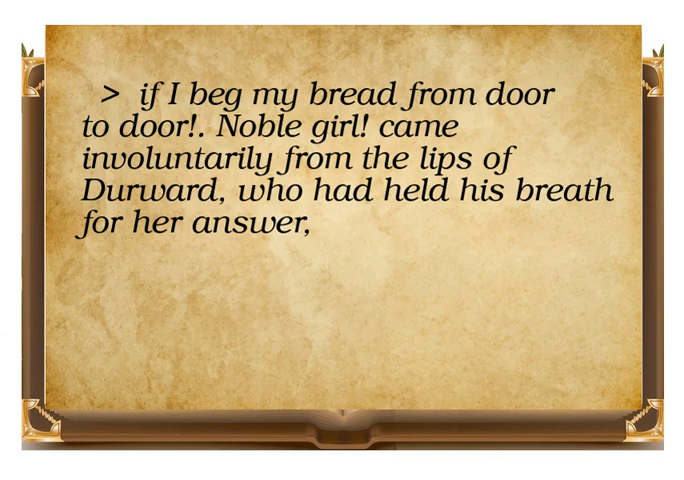 > if I beg my bread from door
to door!. Noble girl! came
involuntarily from the lips of
Durward, who had held his breath
for her answer,